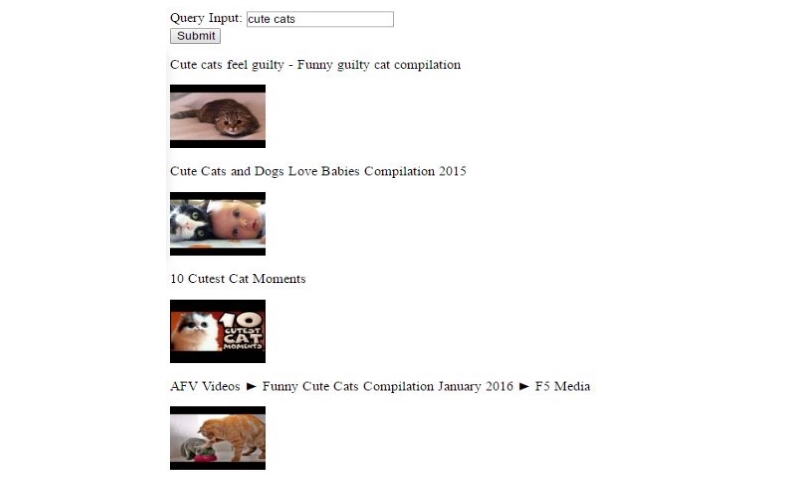 Query Input: cute cats
Submit
Cute cats feel guilty - Funny guilty cat compilation
Cute Cats and Dogs Love Babies Compilation 2015
10 Cutest Cat Moments
10
CUTEST
CAT
MOMENTS
AFV Videos ► Funny Cute Cats Compilation January 2016 ► F5 Media